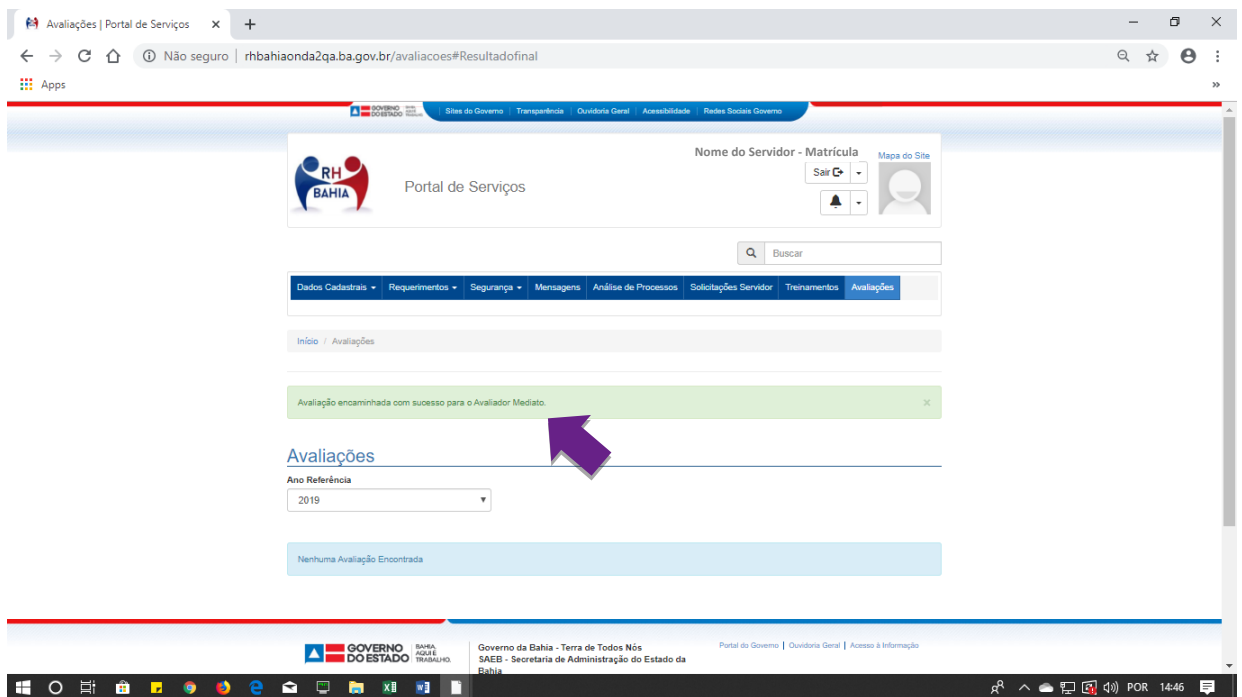 Avaliações | Portal de Serviços
Não seguro | rhbahiaonda2qa.ba.gov.br/avaliacoes#Resultadofinal
Apps
»
GOVERNO DO ESTADO
Sites do Governo | Transparência | Ouvidoria Geral | Acessibilidade | Redes Sociais Governo
Nome do Servidor - Matrícula
Mapa do Site
Sair
RH
BAHIA
Portal de Serviços
Buscar
Dados Cadastrais Requerimentos Segurança Mensagens Análise de Processos Solicitações Servidor Treinamentos Avaliações
Início / Avaliações
Avaliação encaminhada com sucesso para o Avaliador Mediato. ×
Avaliações
Ano Referência
2019
Nenhuma Avaliação Encontrada
GOVERNO
DO ESTADO
BAHIA,
AQUI É
TRABALHO.
Governo da Bahia - Terra de Todos Nós
SAEB - Secretaria de Administração do Estado da
Bahia
Portal do Governo | Ouvidoria Geral | Acesso à Informação
POR 14:46